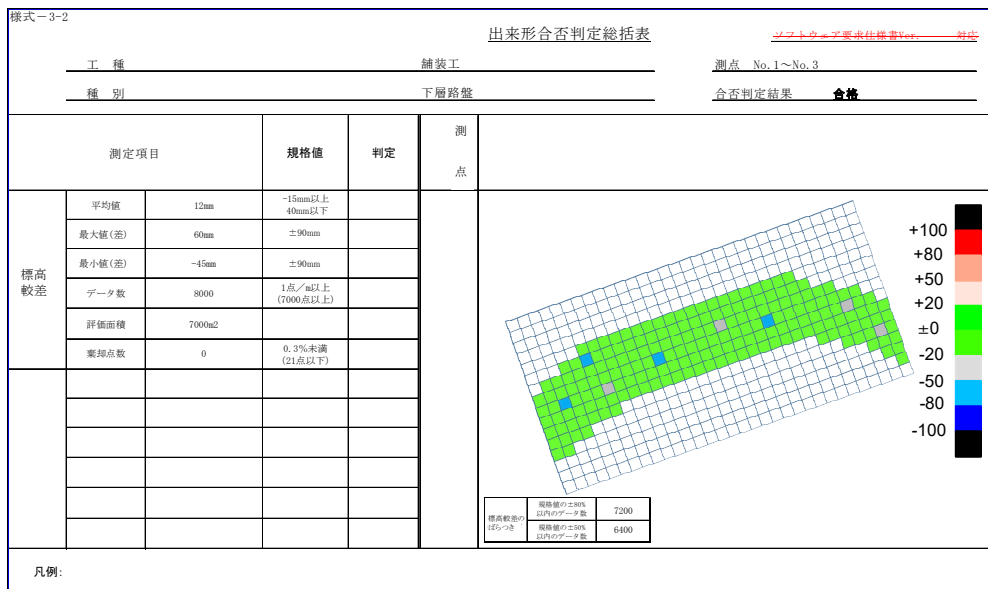 様式－3-2
出来形合否判定総括表
ソフトウェア要求仕様書Ver. 対応
工 種 舗装工 測点 No.1～No.3
種 別 下層路盤 合否判定結果 合格
測定項目 規格値 判定 測点
標高較差
平均値 12mm -15mm以上 40mm以下
最大値(差) 60mm ±90mm
最小値(差) -45mm ±90mm
データ数 8000 1点／㎡以上 (7000点以上)
評価面積 7000m2
棄却点数 0 0.3%未満 (21点以下)
+100
+80
+50
+20
±0
-20
-50
-80
-100
標高較差のばらつき
規格値の±80%以内のデータ数 7200
規格値の±50%以内のデータ数 6400
凡例: